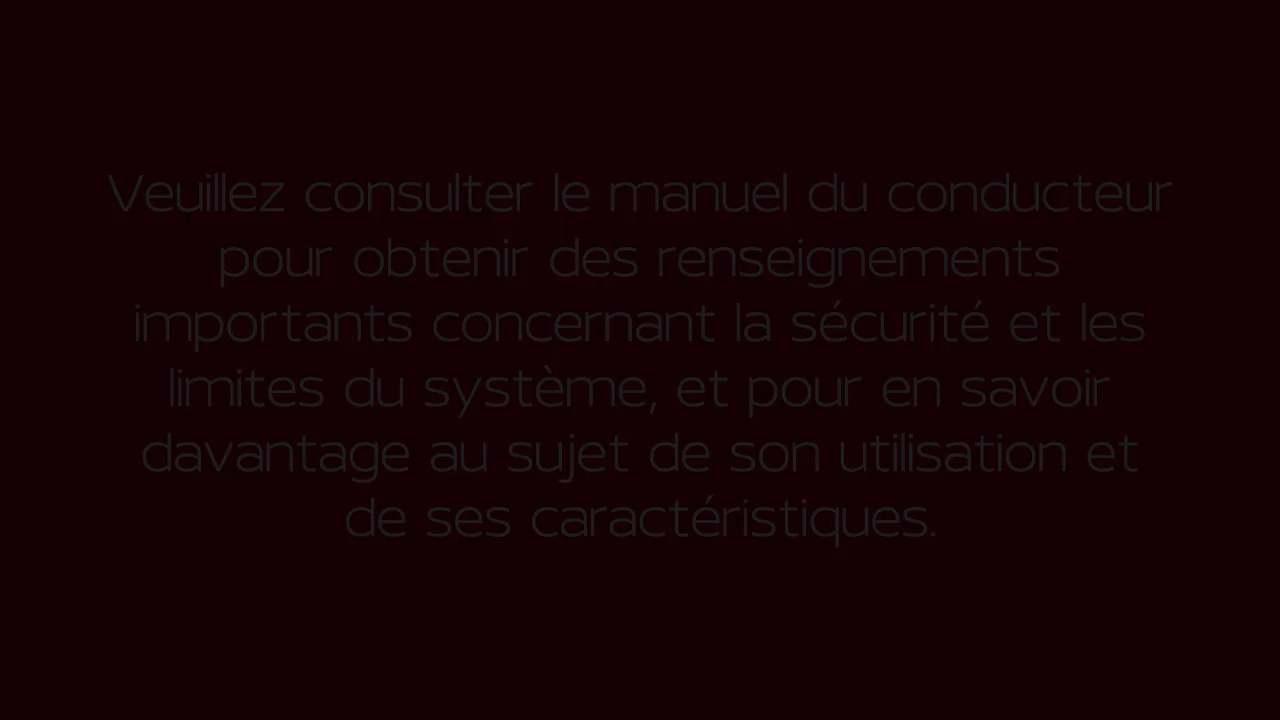 Veuillez consulter le manuel du conducteur
pour obtenir des renseignements
importants concernant la sécurité et les
limites du système, et pour en savoir
davantage au sujet de son utilisation et
de ses caractéristiques.